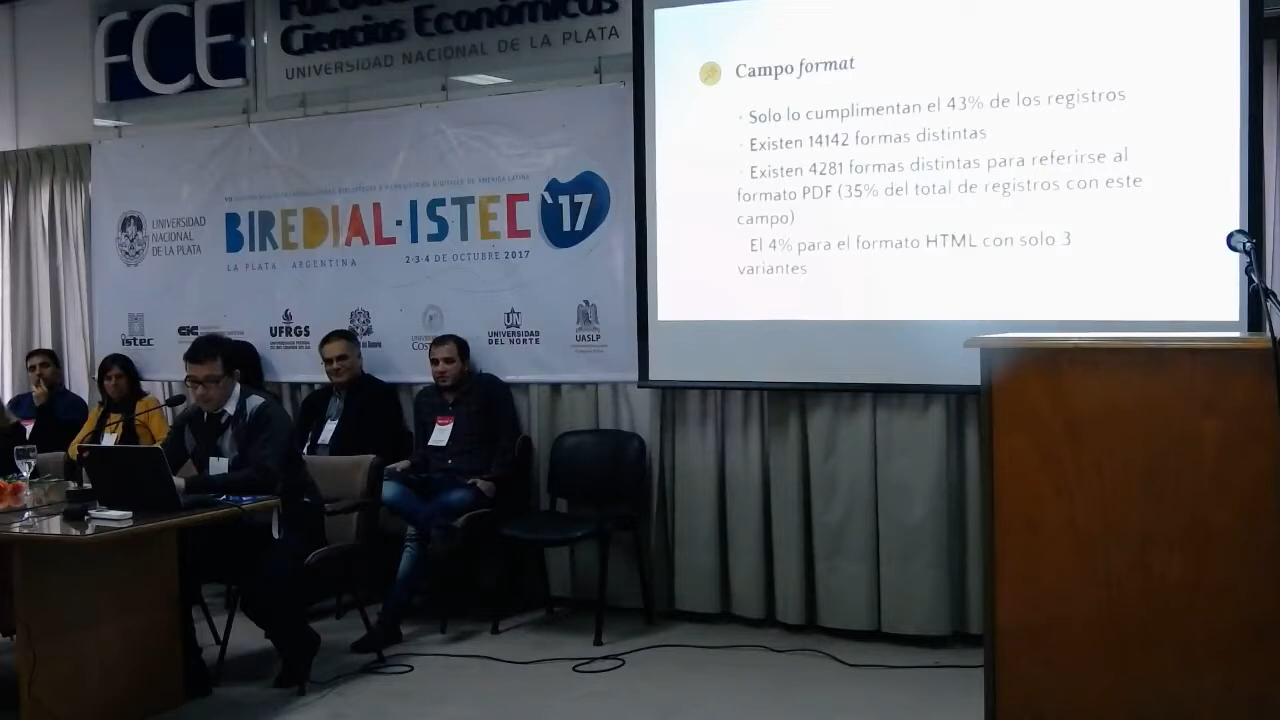 FCE
Ciencias Económicas
UNIVERSIDAD NACIONAL DE LA PLATA
UNIVERSIDAD
NACIONAL
DE LA PLATA
BIREDIAL-ISTEC '17
LA PLATA - ARGENTINA
2·3·4 DE OCTUBRE 2017
istec
CIC
UFRGS
UNIVERSIDAD
DEL NORTE
UASLP
Campo format
· Solo lo cumplimentan el 43% de los registros
· Existen 14142 formas distintas
· Existen 4281 formas distintas para referirse al
formato PDF (35% del total de registros con este
campo)
El 4% para el formato HTML con solo 3
variantes